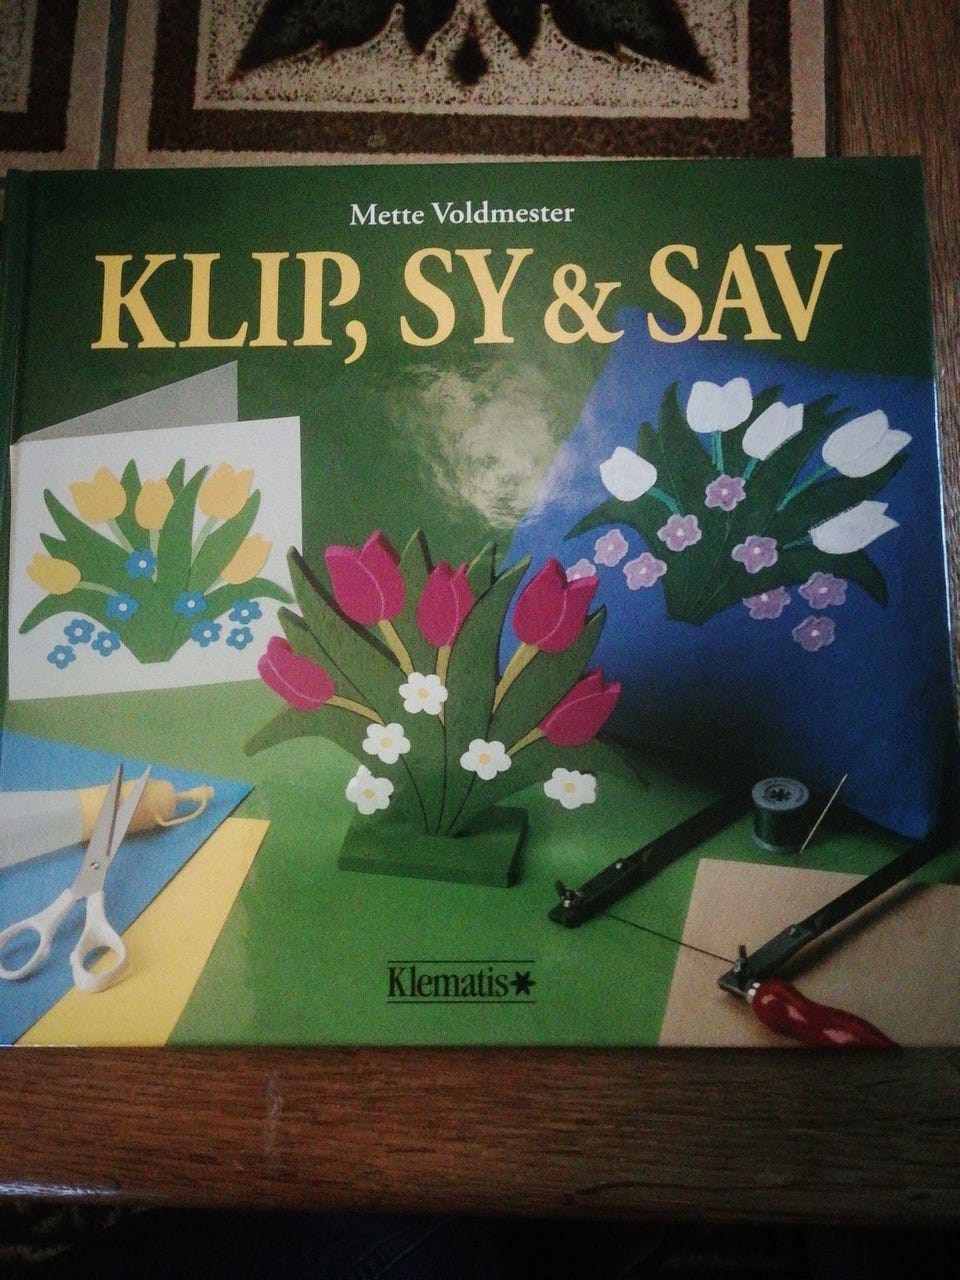 Mette Voldmester
KLIP, SY & SAV
Klematis